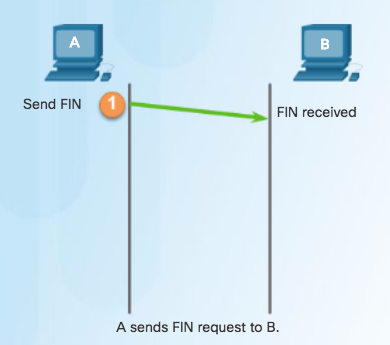 A
B
Send FIN
1
FIN received
A sends FIN request to B.